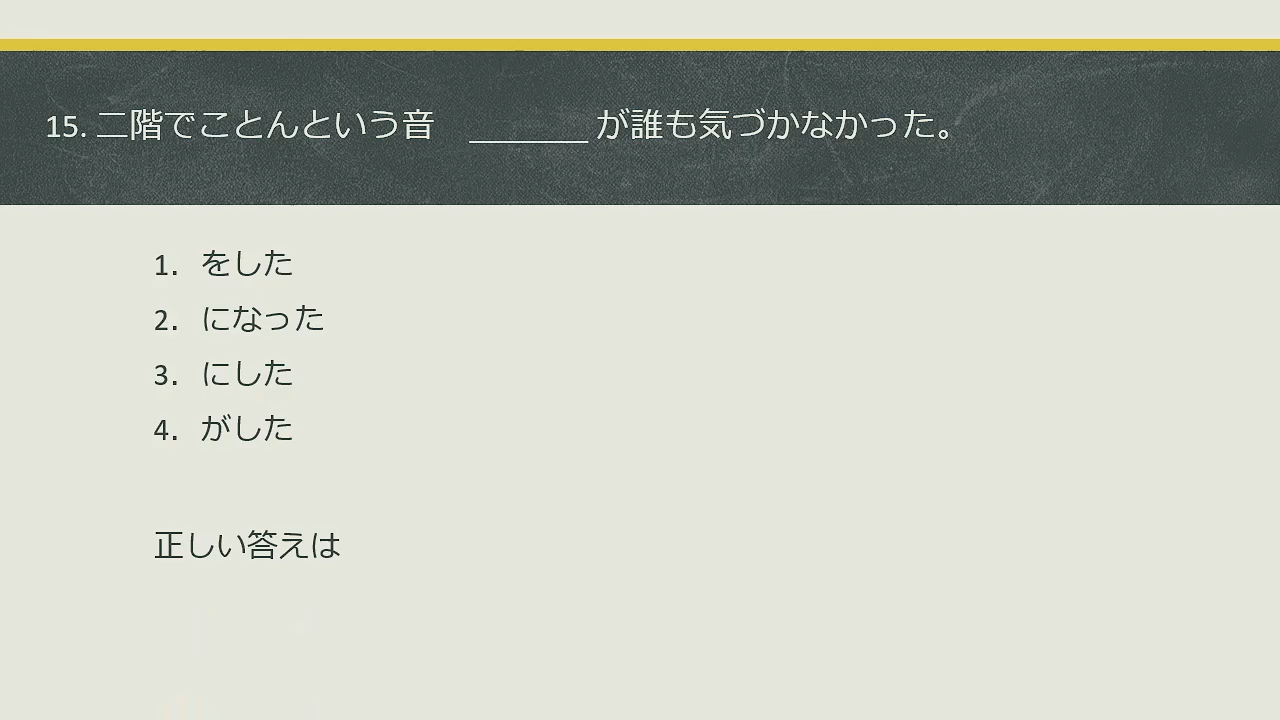 15. 二階でことんという音　_______ が誰も気づかなかった。
1. をした
2. になった
3. にした
4. がした
正しい答えは